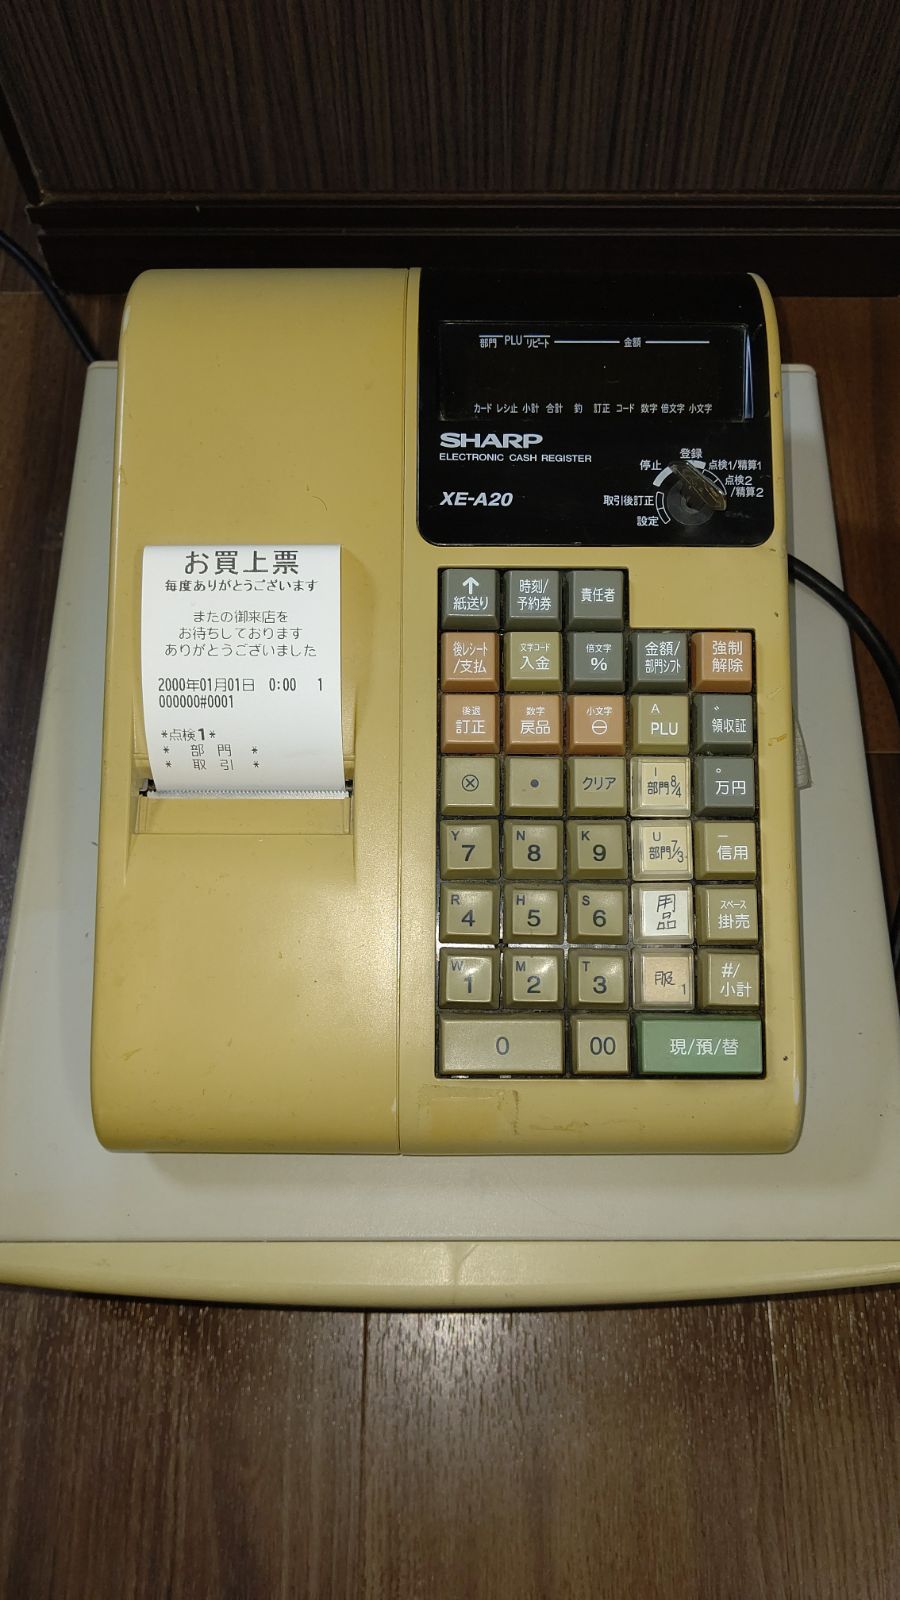 部門 PLU リピート 金額
カード レシ止 小計 合計 釣 訂正 コード 数字 倍文字 小文字
SHARP
ELECTRONIC CASH REGISTER
XE-A20
登録
停止
点検1/精算1
点検2
/精算2
取引後訂正
設定
お買上票
毎度ありがとうございます
またの御来店を
お待ちしております
ありがとうございました
2000年01月01日 0:00 1
000000#0001
*点検1*
* 部門 *
* 取引 *
↑
紙送り
時刻/
予約券
責任者
後レシート
/支払
文字コード
入金
倍文字
%
金額/
部門シフト
強制
解除
後退
訂正
数字
戻品
小文字
⊖
A
PLU
゛
領収証
⊗
•
クリア
I
部門8/4
゜
万円
Y
7
N
8
K
9
U
部門7/3
ー
信用
R
4
H
5
S
6
用
品
スペース
掛売
W
1
M
2
T
3
服
1
#/
小計
0
00
現/預/替